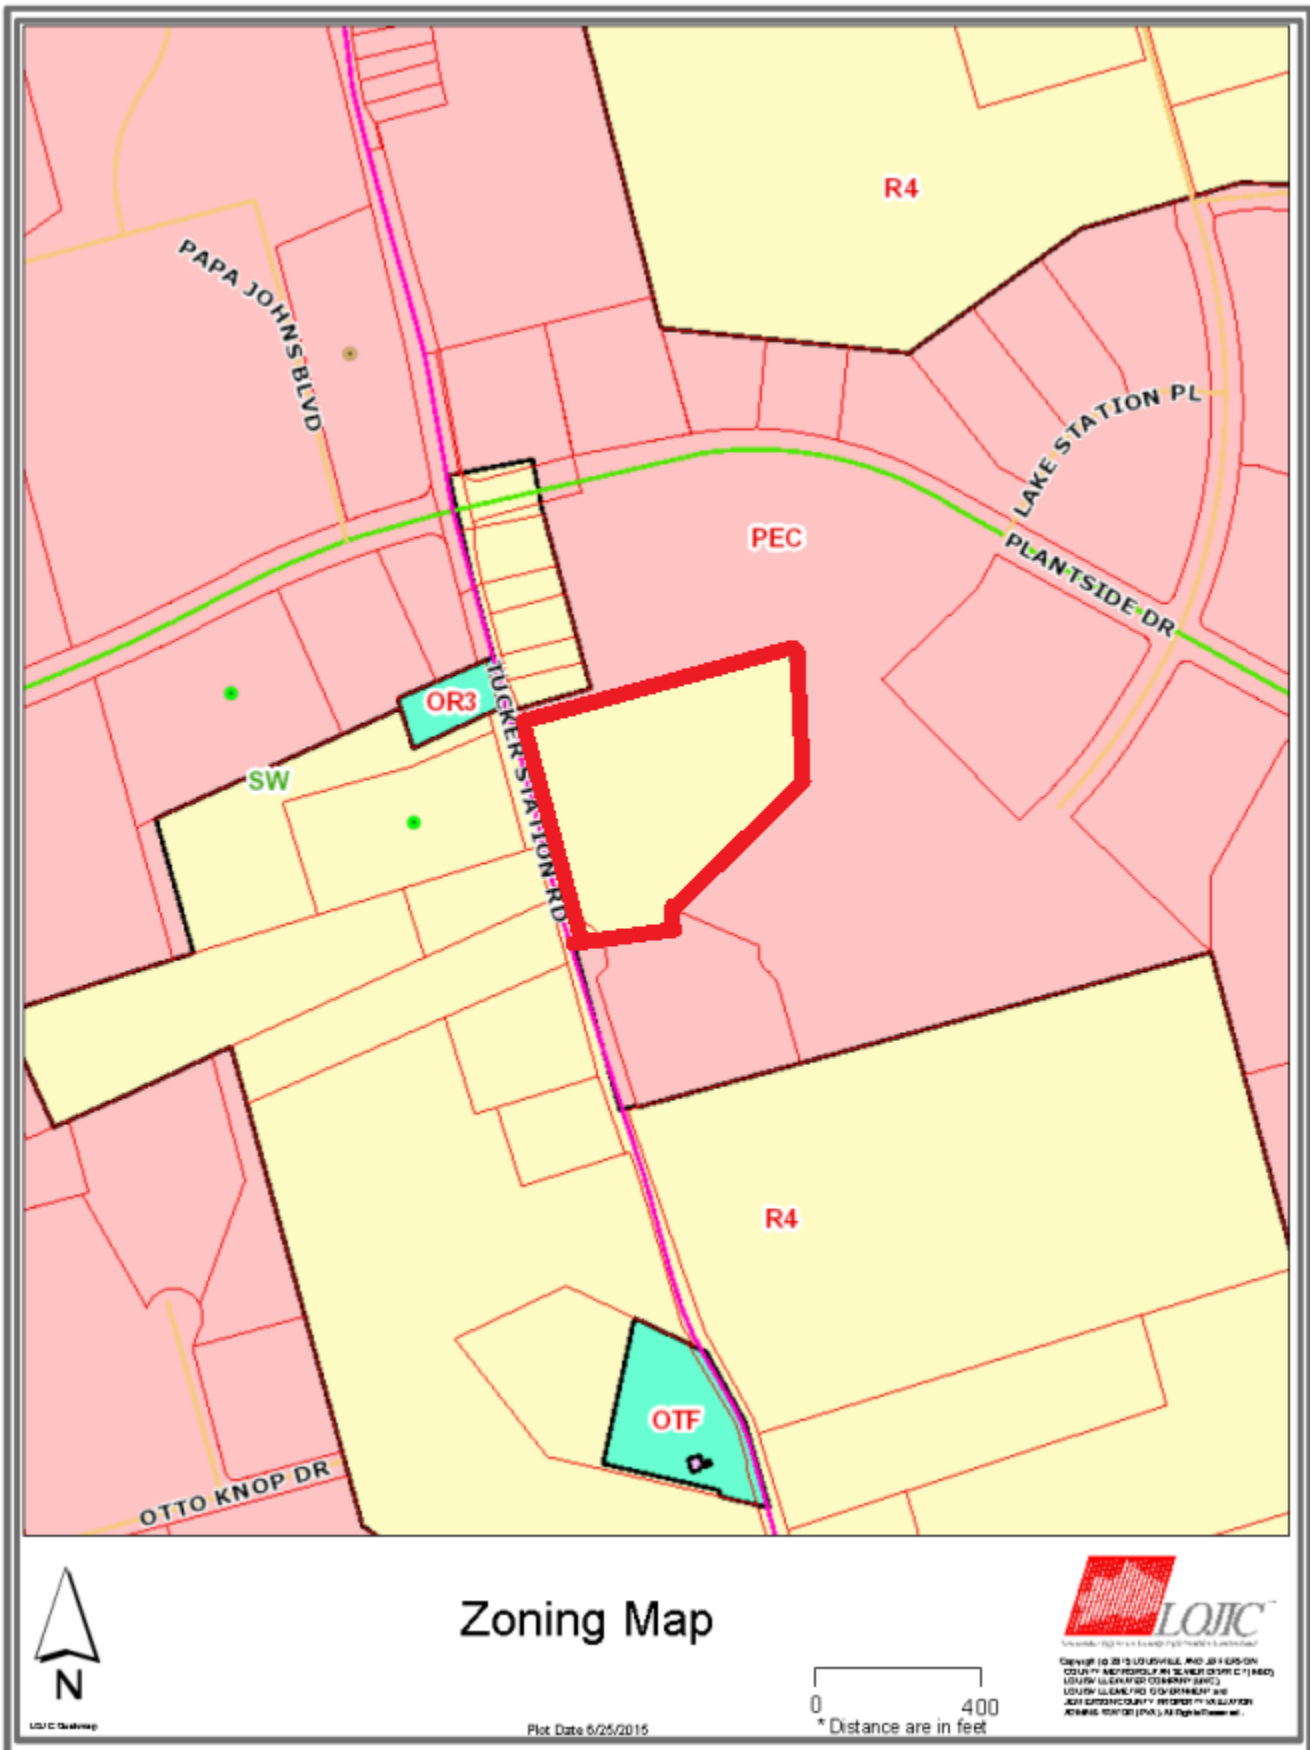 R4
PAPA JOHNS BLVD
LAKE STATION PL
PEC
PLANTSIDE DR
OR3
TUCKER STATION RD
SW
R4
OTF
OTTO KNOP DR
N
Zoning Map
LOJIC
0 400
* Distance are in feet
Plot Date 6/25/2015